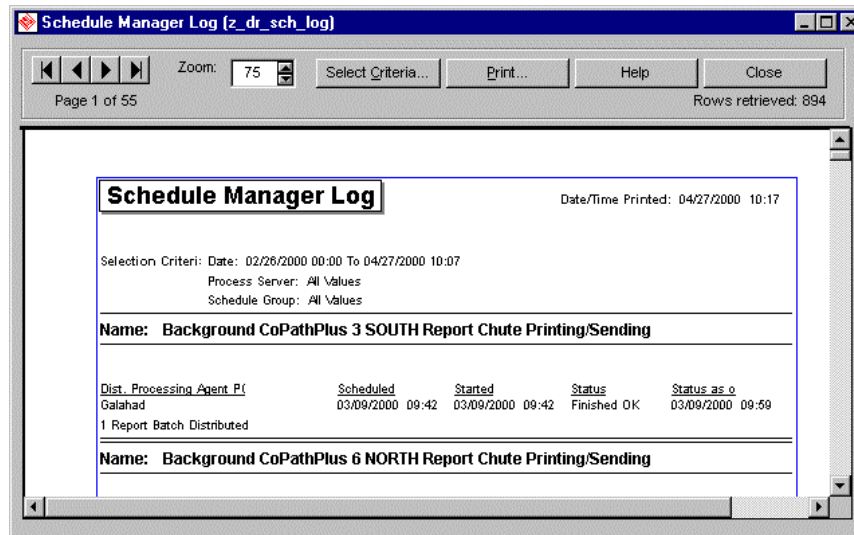 Schedule Manager Log (z_dr_sch_log)
Zoom: 75 Select Criteria... Print... Help Close
Page 1 of 55 Rows retrieved: 894
Schedule Manager Log Date/Time Printed: 04/27/2000 10:17
Selection Criteri: Date: 02/26/2000 00:00 To 04/27/2000 10:07
Process Server: All Values
Schedule Group: All Values
Name: Background CoPathPlus 3 SOUTH Report Chute Printing/Sending
Dist. Processing Agent P( Scheduled Started Status Status as o
Galahad 03/09/2000 09:42 03/09/2000 09:42 Finished OK 03/09/2000 09:59
1 Report Batch Distributed
Name: Background CoPathPlus 6 NORTH Report Chute Printing/Sending